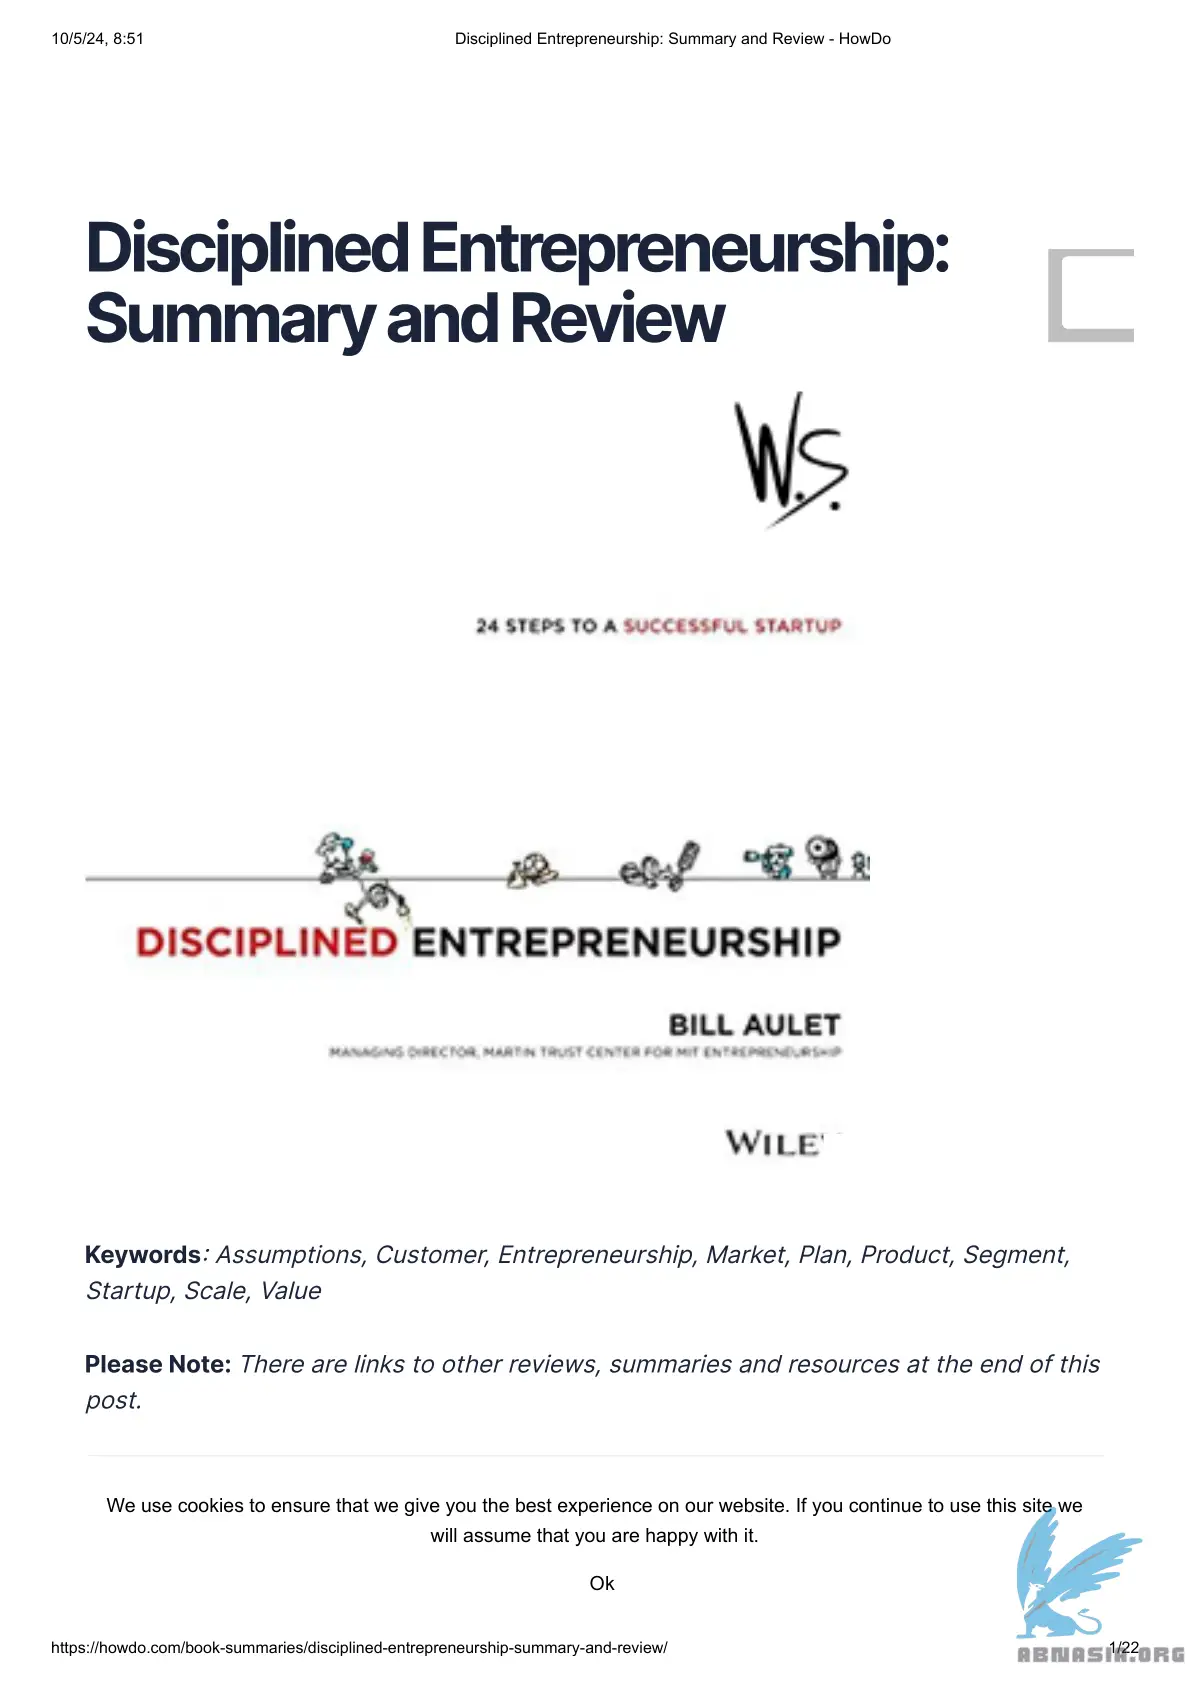 10/5/24, 8:51 Disciplined Entrepreneurship: Summary and Review - HowDo
Disciplined Entrepreneurship:
Summary and Review
W.S.
24 STEPS TO A SUCCESSFUL STARTUP
DISCIPLINED ENTREPRENEURSHIP
BILL AULET
MANAGING DIRECTOR, MARTIN TRUST CENTER FOR MIT ENTREPRENEURSHIP
WILEY
Keywords: Assumptions, Customer, Entrepreneurship, Market, Plan, Product, Segment,
Startup, Scale, Value
Please Note: There are links to other reviews, summaries and resources at the end of this
post.
We use cookies to ensure that we give you the best experience on our website. If you continue to use this site we
will assume that you are happy with it.
Ok
https://howdo.com/book-summaries/disciplined-entrepreneurship-summary-and-review/ 1/22
ABNASIA.ORG